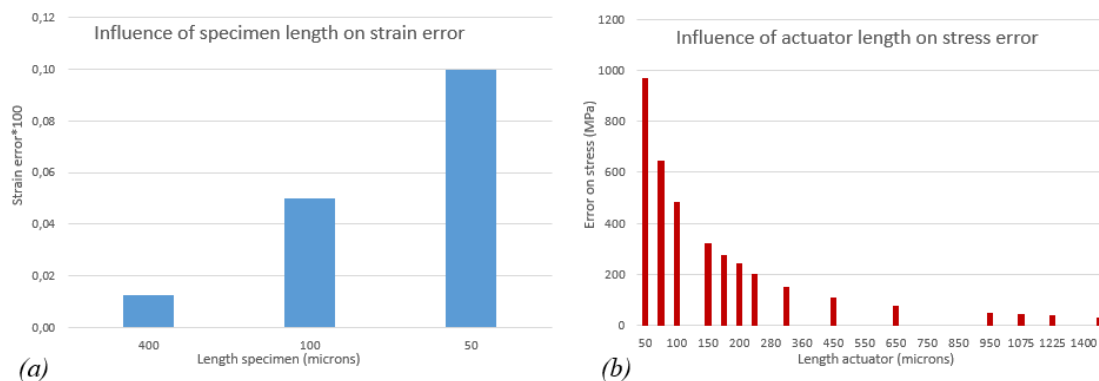 Influence of specimen length on strain error
Strain error*100
0,12
0,10
0,08
0,06
0,04
0,02
0,00
400 100 50
Length specimen (microns)
(a)
Influence of actuator length on stress error
Error on stress (MPa)
1200
1000
800
600
400
200
0
50 100 150 200 280 360 450 550 650 750 850 950 1075 1225 1400
Length actuator (microns)
(b)